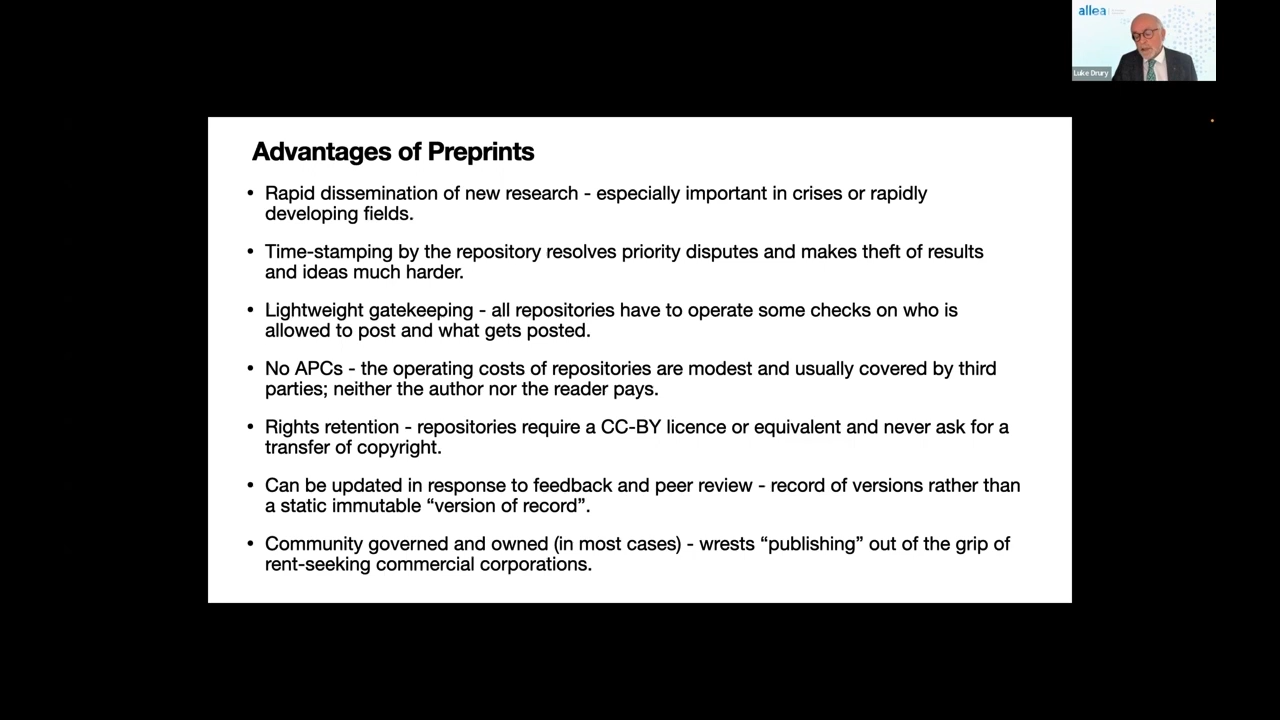 allea
Luke Drury
Advantages of Preprints
• Rapid dissemination of new research - especially important in crises or rapidly
developing fields.
• Time-stamping by the repository resolves priority disputes and makes theft of results
and ideas much harder.
• Lightweight gatekeeping - all repositories have to operate some checks on who is
allowed to post and what gets posted.
• No APCs - the operating costs of repositories are modest and usually covered by third
parties; neither the author nor the reader pays.
• Rights retention - repositories require a CC-BY licence or equivalent and never ask for a
transfer of copyright.
• Can be updated in response to feedback and peer review - record of versions rather than
a static immutable “version of record”.
• Community governed and owned (in most cases) - wrests “publishing” out of the grip of
rent-seeking commercial corporations.